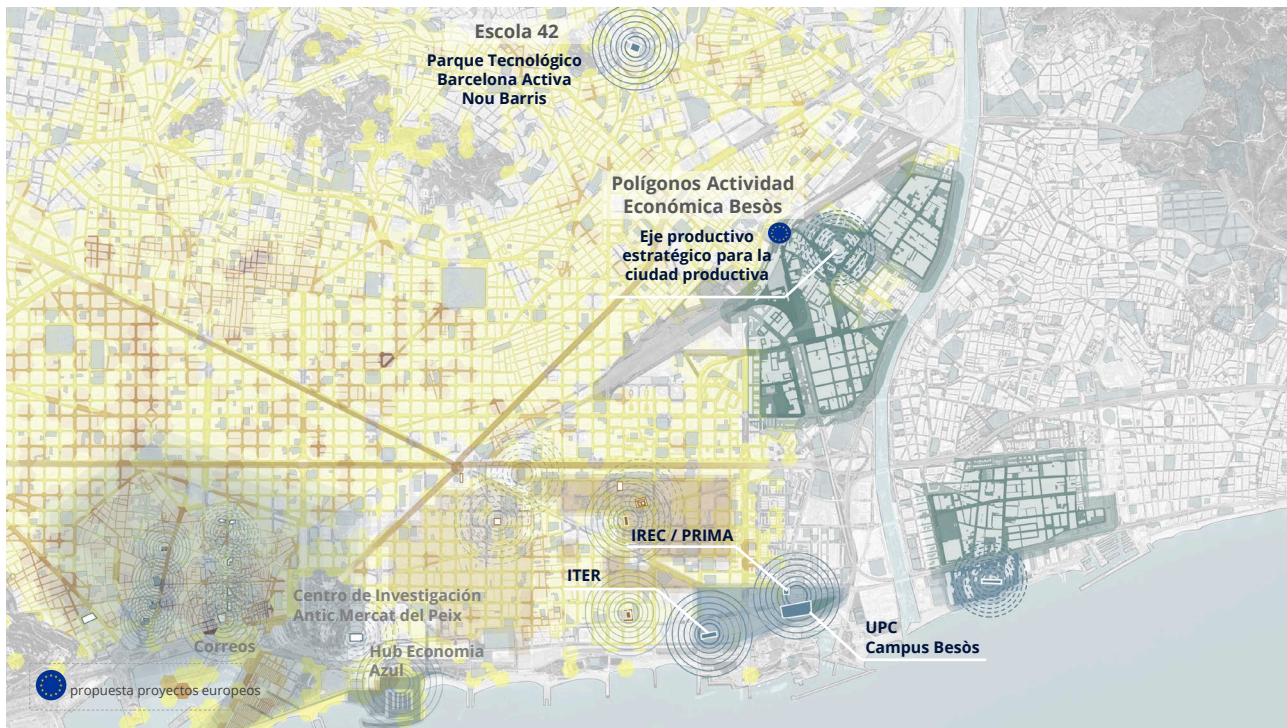 Escola 42
Parque Tecnológico
Barcelona Activa
Nou Barris
Polígonos Actividad
Económica Besòs
Eje productivo
estratégico para la
ciudad productiva
IREC / PRIMA
ITER
Centro de Investigación
Antic Mercat del Peix
Correos
Hub Economia
Azul
UPC
Campus Besòs
propuesta proyectos europeos